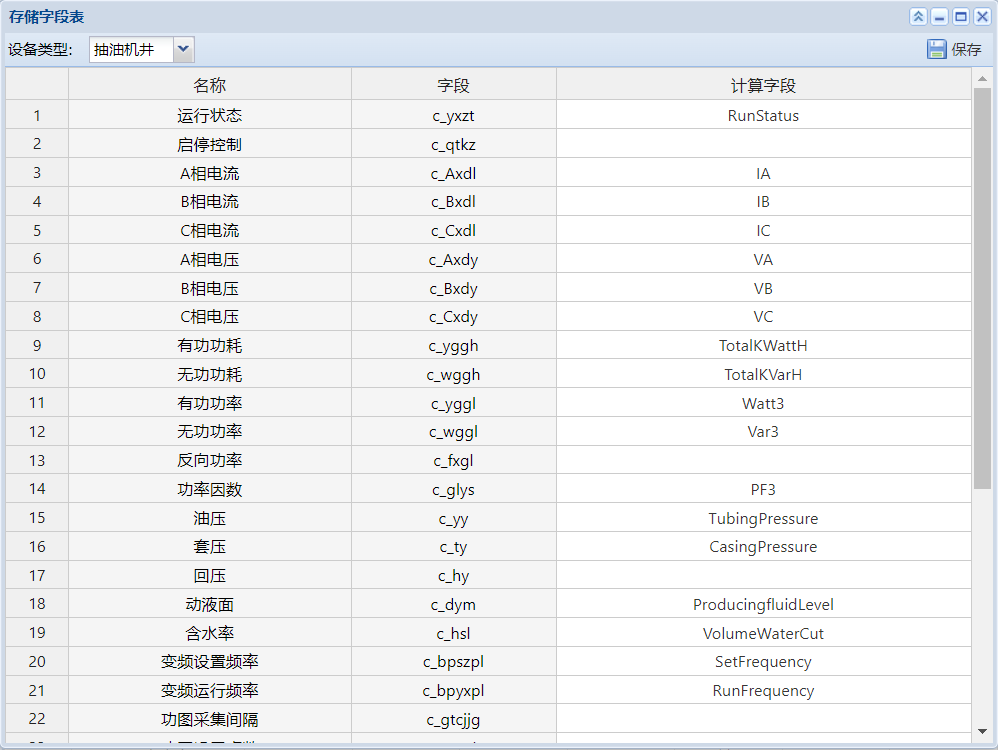 存储字段表
设备类型: 抽油机井 保存
名称 字段 计算字段
1 运行状态 c_yxzt RunStatus
2 启停控制 c_qtkz
3 A相电流 c_Axdl IA
4 B相电流 c_Bxdl IB
5 C相电流 c_Cxdl IC
6 A相电压 c_Axdy VA
7 B相电压 c_Bxdy VB
8 C相电压 c_Cxdy VC
9 有功功耗 c_yggh TotalKWattH
10 无功功耗 c_wggh TotalKVarH
11 有功功率 c_yggl Watt3
12 无功功率 c_wggl Var3
13 反向功率 c_fxgl
14 功率因数 c_glys PF3
15 油压 c_yy TubingPressure
16 套压 c_ty CasingPressure
17 回压 c_hy
18 动液面 c_dym ProducingfluidLevel
19 含水率 c_hsl VolumeWaterCut
20 变频设置频率 c_bpszpl SetFrequency
21 变频运行频率 c_bpyxpl RunFrequency
22 功图采集间隔 c_gtcjjg